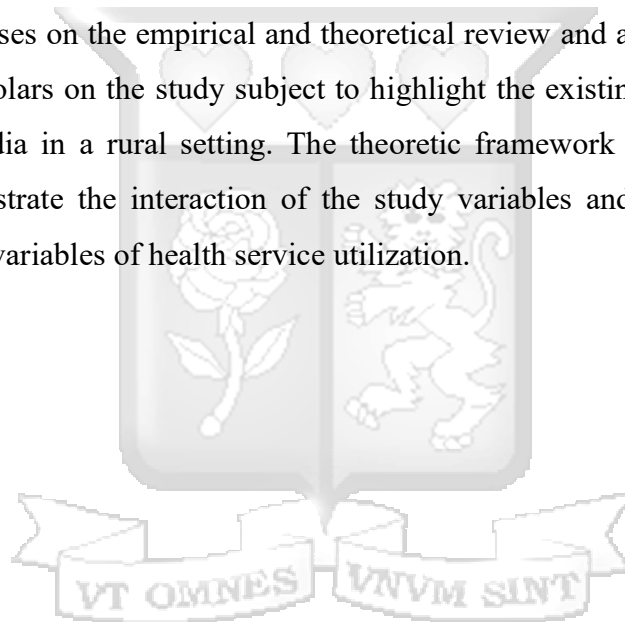 ses on the empirical and theoretical review and a
olars on the study subject to highlight the existin
dia in a rural setting. The theoretic framework
strate the interaction of the study variables and
variables of health service utilization.
VT OMNES VNVM SINT